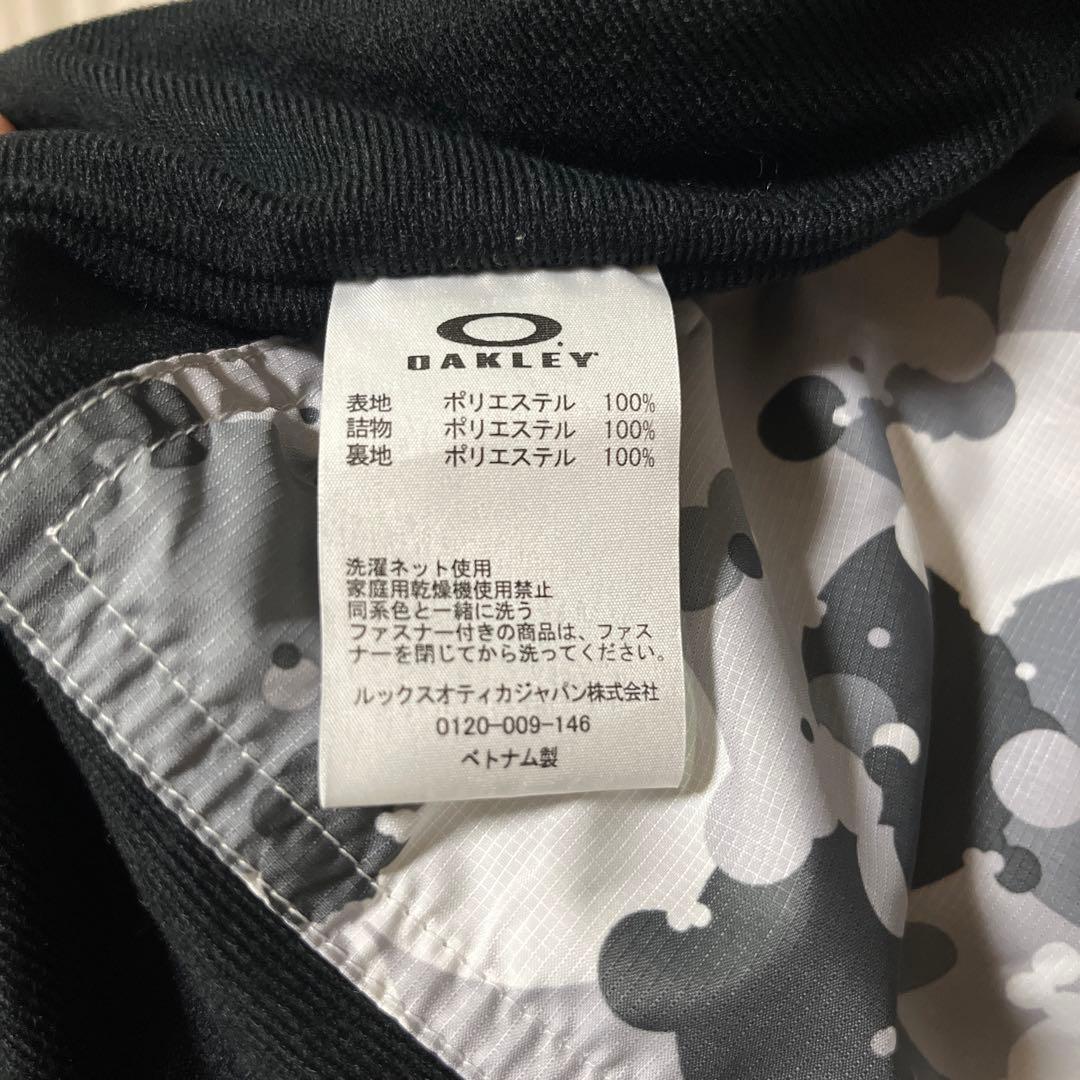 OAKLEY
表地 ポリエステル 100%
詰物 ポリエステル 100%
裏地 ポリエステル 100%
洗濯ネット使用
家庭用乾燥機使用禁止
同系色と一緒に洗う
ファスナー付きの商品は、ファス
ナーを閉じてから洗ってください。
ルックスオティカジャパン株式会社
0120-009-146
ベトナム製